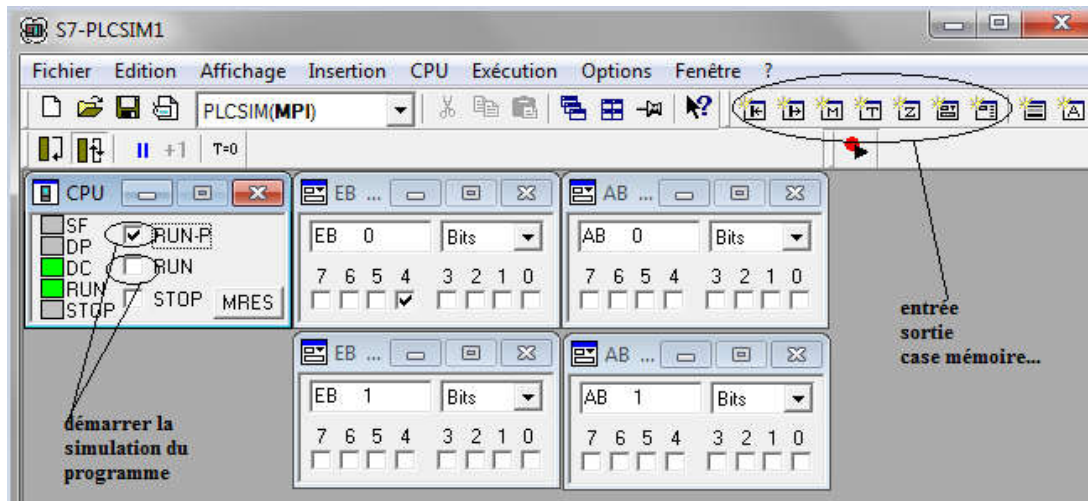 S7-PLCSIM1
Fichier Edition Affichage Insertion CPU Exécution Options Fenêtre ?
PLCSIM(MPI)
+1 T=0
CPU
SF
DP
DC
RUN
STOP
RUN-P
RUN
STOP
MRES
EB ...
EB 0 Bits
7 6 5 4 3 2 1 0
AB ...
AB 0 Bits
7 6 5 4 3 2 1 0
EB ...
EB 1 Bits
7 6 5 4 3 2 1 0
AB ...
AB 1 Bits
7 6 5 4 3 2 1 0
entrée
sortie
case mémoire...
démarrer la
simulation du
programme